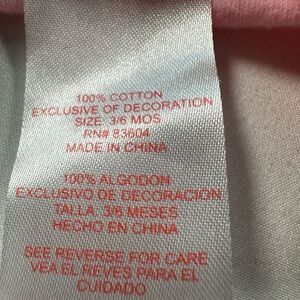 100% COTTON
EXCLUSIVE OF DECORATION
SIZE: 3/6 MOS
RN# 83604
MADE IN CHINA
100% ALGODON
EXCLUSIVO DE DECORACION
TALLA: 3/6 MESES
HECHO EN CHINA
SEE REVERSE FOR CARE
VEA EL REVES PARA EL
CUIDADO